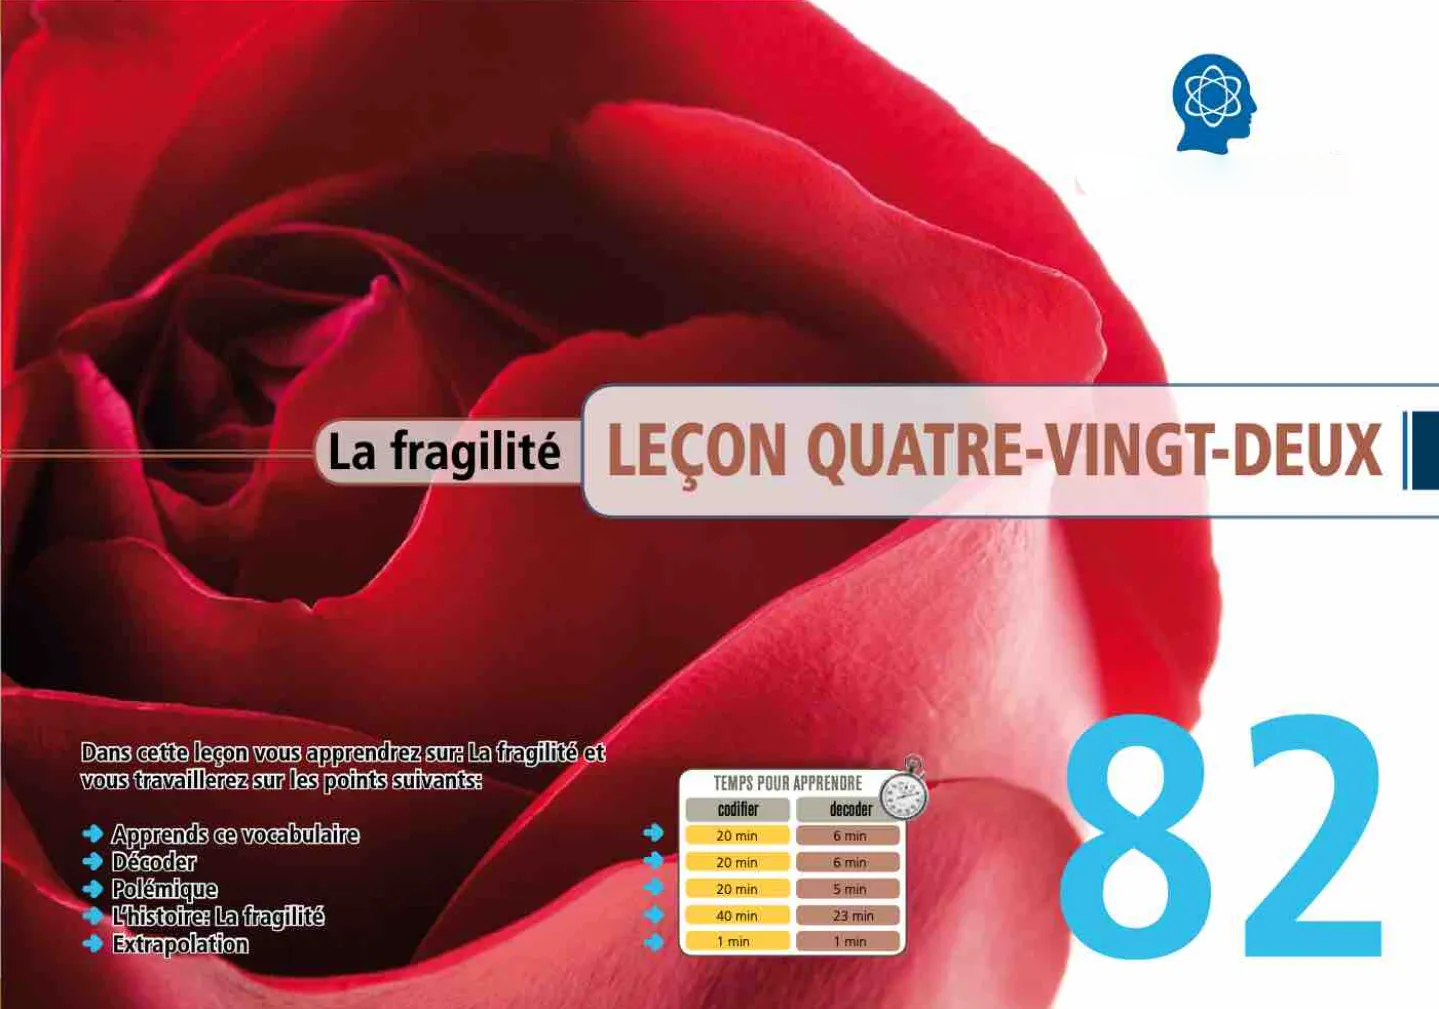 La fragilité
LEÇON QUATRE-VINGT-DEUX
Dans cette leçon vous apprendrez sur: La fragilité et
vous travaillerez sur les points suivants:
Apprends ce vocabulaire
Décoder
Polémique
L'histoire: La fragilité
Extrapolation
TEMPS POUR APPRENDRE
codifier decoder
20 min 6 min
20 min 6 min
20 min 5 min
40 min 23 min
1 min 1 min
82